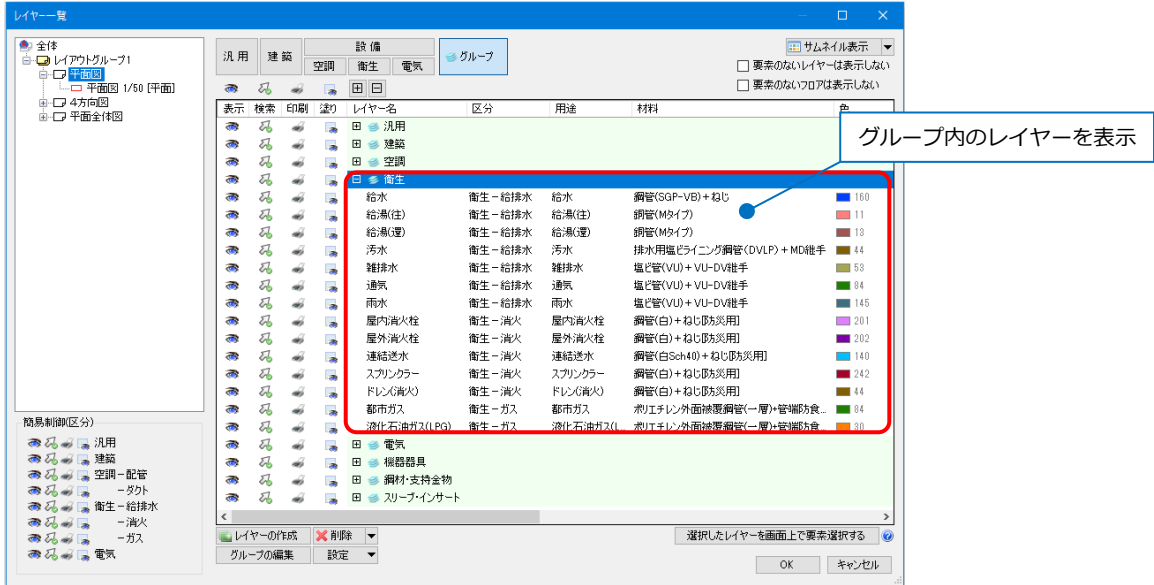 レイヤー一覧
全体
レイアウトグループ1
平面図
平面図 1/50 [平面]
4方向図
平面全体図
汎用 建築 設備 グループ
空調 衛生 電気
サムネイル表示
要素のないレイヤーは表示しない
要素のないフロアは表示しない
表示 検索 印刷 塗り レイヤー名 区分 用途 材料 色
汎用
建築
空調
衛生
給水 衛生－給排水 給水 鋼管(SGP-VB)+ねじ 160
給湯(往) 衛生－給排水 給湯(往) 銅管(Mタイプ) 11
給湯(還) 衛生－給排水 給湯(還) 銅管(Mタイプ) 13
汚水 衛生－給排水 汚水 排水用塩ビライニング鋼管(DVLP)+MD継手 44
雑排水 衛生－給排水 雑排水 塩ビ管(VU)+VU-DV継手 53
通気 衛生－給排水 通気 塩ビ管(VU)+VU-DV継手 84
雨水 衛生－給排水 雨水 塩ビ管(VU)+VU-DV継手 145
屋内消火栓 衛生－消火 屋内消火栓 鋼管(白)+ねじ[防災用] 201
屋外消火栓 衛生－消火 屋外消火栓 鋼管(白)+ねじ[防災用] 202
連結送水 衛生－消火 連結送水 鋼管(白Sch40)+ねじ[防災用] 140
スプリンクラー 衛生－消火 スプリンクラー 鋼管(白)+ねじ[防災用] 242
ドレン(消火) 衛生－消火 ドレン(消火) 鋼管(白)+ねじ[防災用] 44
都市ガス 衛生－ガス 都市ガス ポリエチレン外面被覆鋼管(一層)+管端防食... 84
液化石油ガス(LPG) 衛生－ガス 液化石油ガス(L... ポリエチレン外面被覆鋼管(一層)+管端防食... 30
電気
機器器具
鋼材・支持金物
スリーブ・インサート
グループ内のレイヤーを表示
簡易制御(区分)
汎用
建築
空調－配管
－ダクト
衛生－給排水
－消火
－ガス
電気
レイヤーの作成 削除 選択したレイヤーを画面上で要素選択する
グループの編集 設定
OK キャンセル